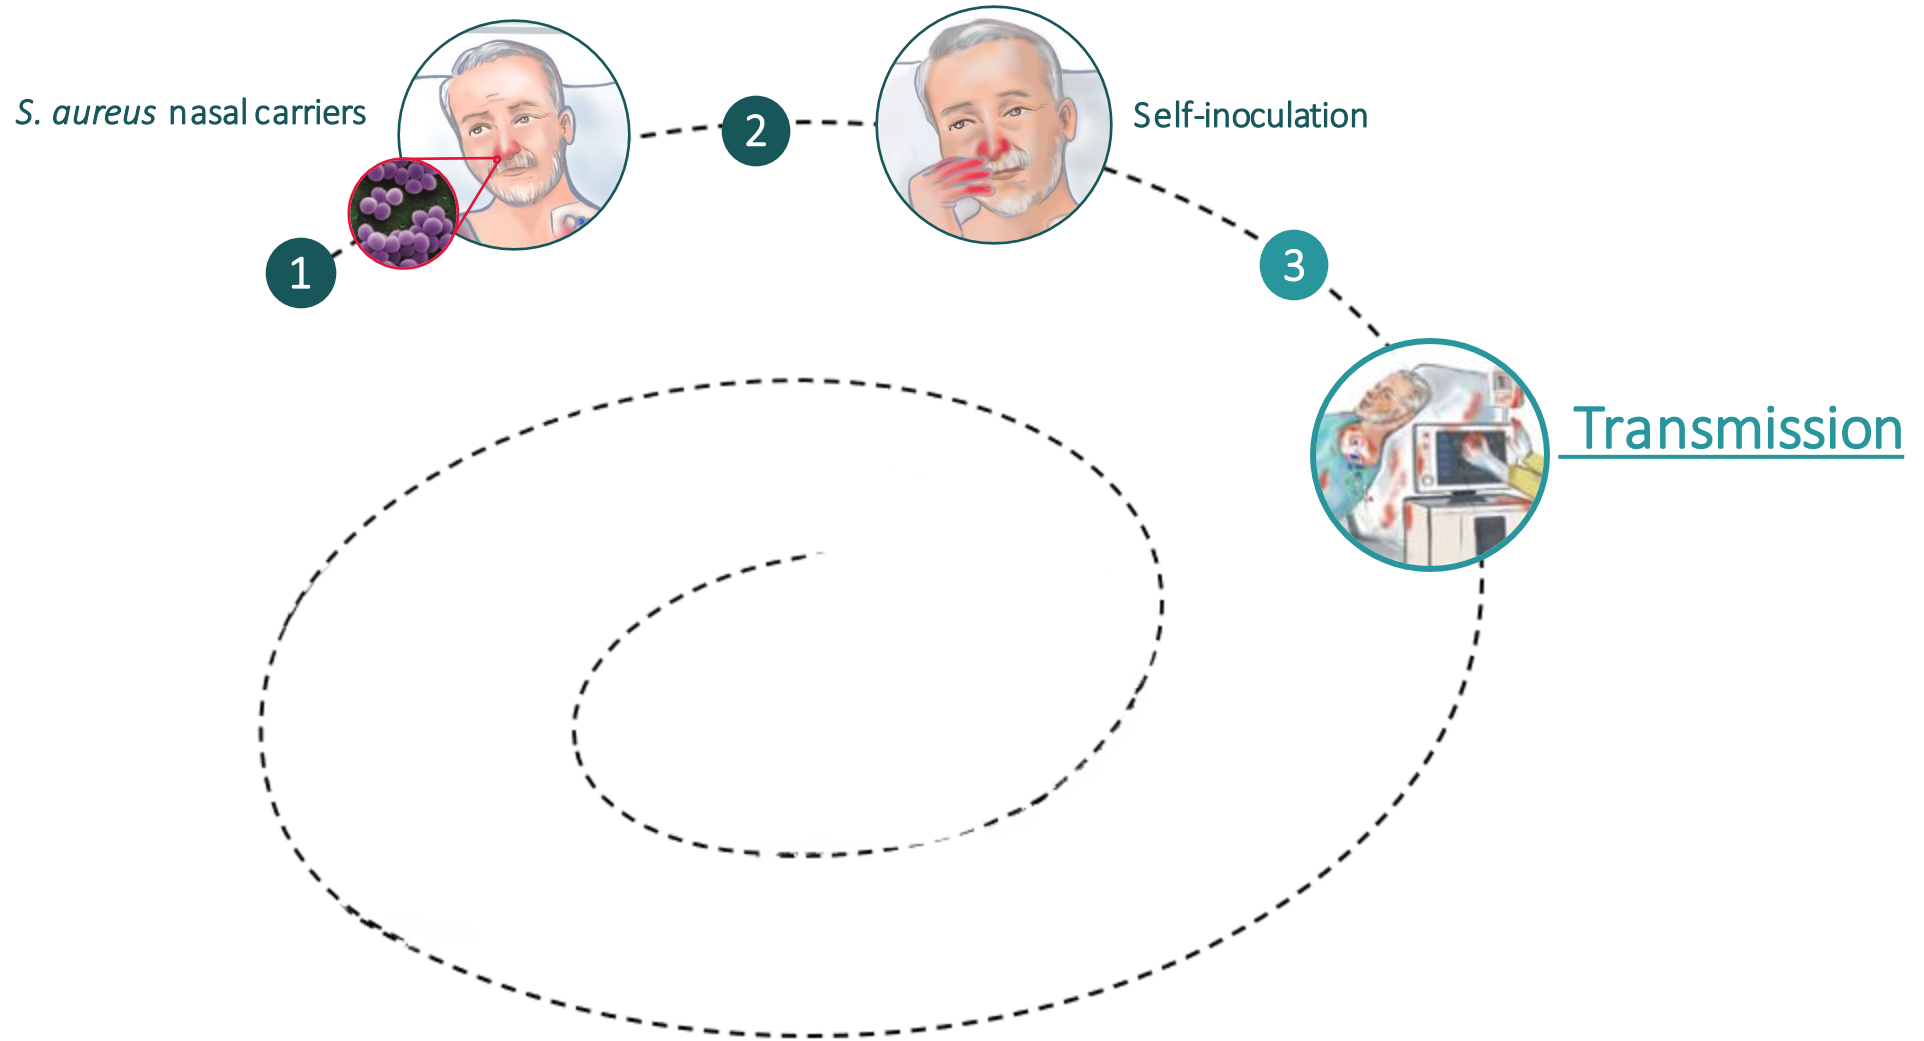 S. aureus nasal carriers
1
2
Self-inoculation
3
Transmission